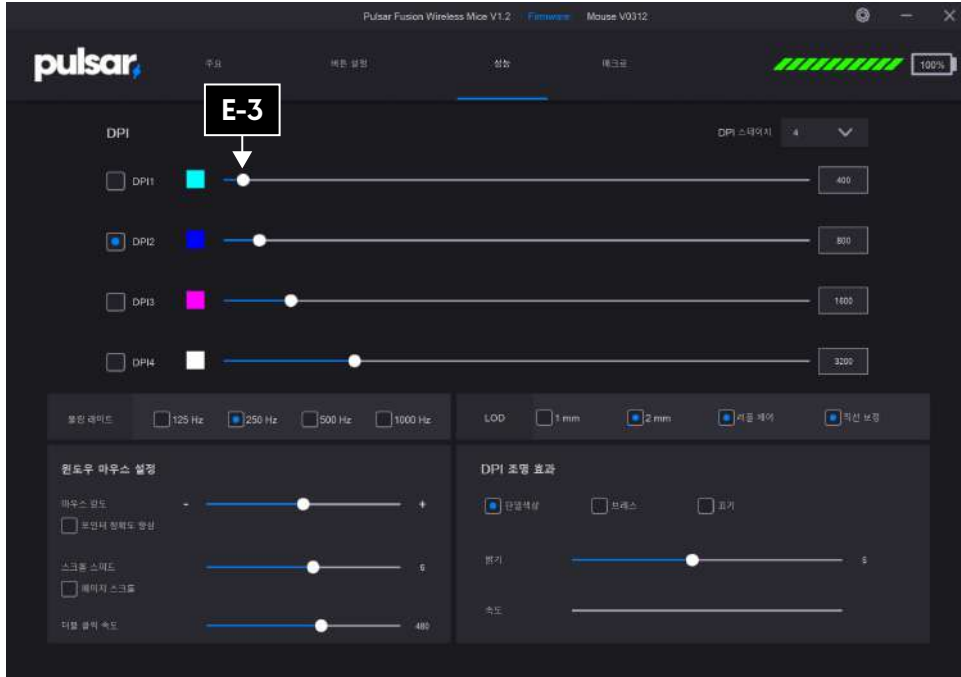 Pulsar Fusion Wireless Mice V1.2 Firmware Mouse V0312
pulsar
주요 버튼 설정 성능 매크로 100%
E-3
DPI DPI 스테이지 4
DPI1 400
DPI2 800
DPI3 1600
DPI4 3200
폴링 레이트 125 Hz 250 Hz 500 Hz 1000 Hz LOD 1 mm 2 mm 리플 제어 직선 보정
윈도우 마우스 설정 DPI 조명 효과
마우스 감도 - +
포인터 정확도 향상
단일색상 브레스 끄기
스크롤 스피드 6
페이지 스크롤
밝기 5
더블 클릭 속도 480
속도